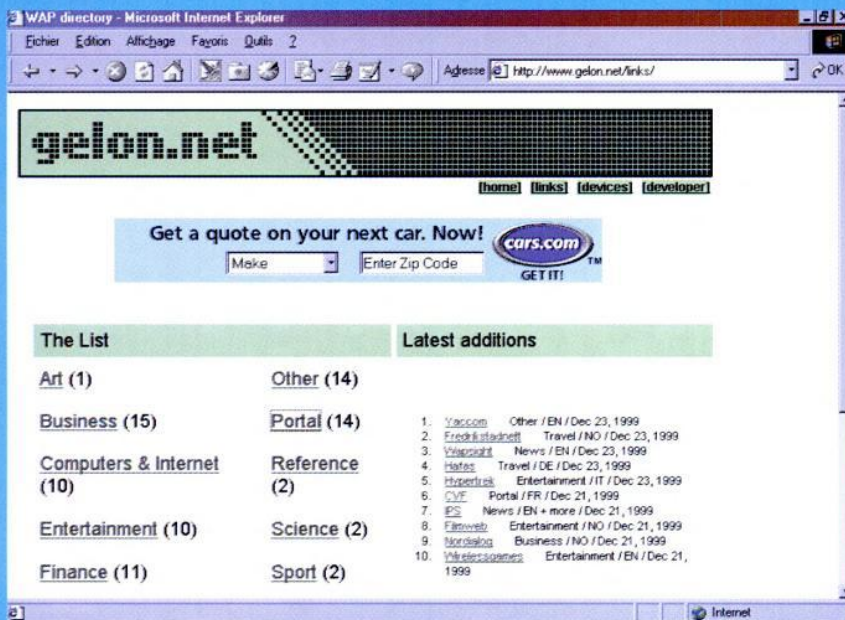 WAP directory - Microsoft Internet Explorer
Fichier Edition Affichage Favoris Outils ?
Adresse http://www.gelon.net/links/ OK
gelon.net
[home] [links] [devices] [developer]
Get a quote on your next car. Now!
cars.com
Make Enter Zip Code
TM
GET IT!
The List
Art (1)
Other (14)
Business (15)
Portal (14)
Computers & Internet
(10)
Reference
(2)
Entertainment (10)
Science (2)
Finance (11)
Sport (2)
Latest additions
1. Yaccom Other / EN / Dec 23, 1999
2. Fredrikstadnett Travel / NO / Dec 23, 1999
3. Wapsight News / EN / Dec 23, 1999
4. Hafas Travel / DE / Dec 23, 1999
5. Hypertrek Entertainment / IT / Dec 23, 1999
6. CVF Portal / FR / Dec 21, 1999
7. IPS News / EN + more / Dec 21, 1999
8. Filmweb Entertainment / NO / Dec 21, 1999
9. Nordialog Business / NO / Dec 21, 1999
10. Wirelessgames Entertainment / EN / Dec 21,
1999
Internet